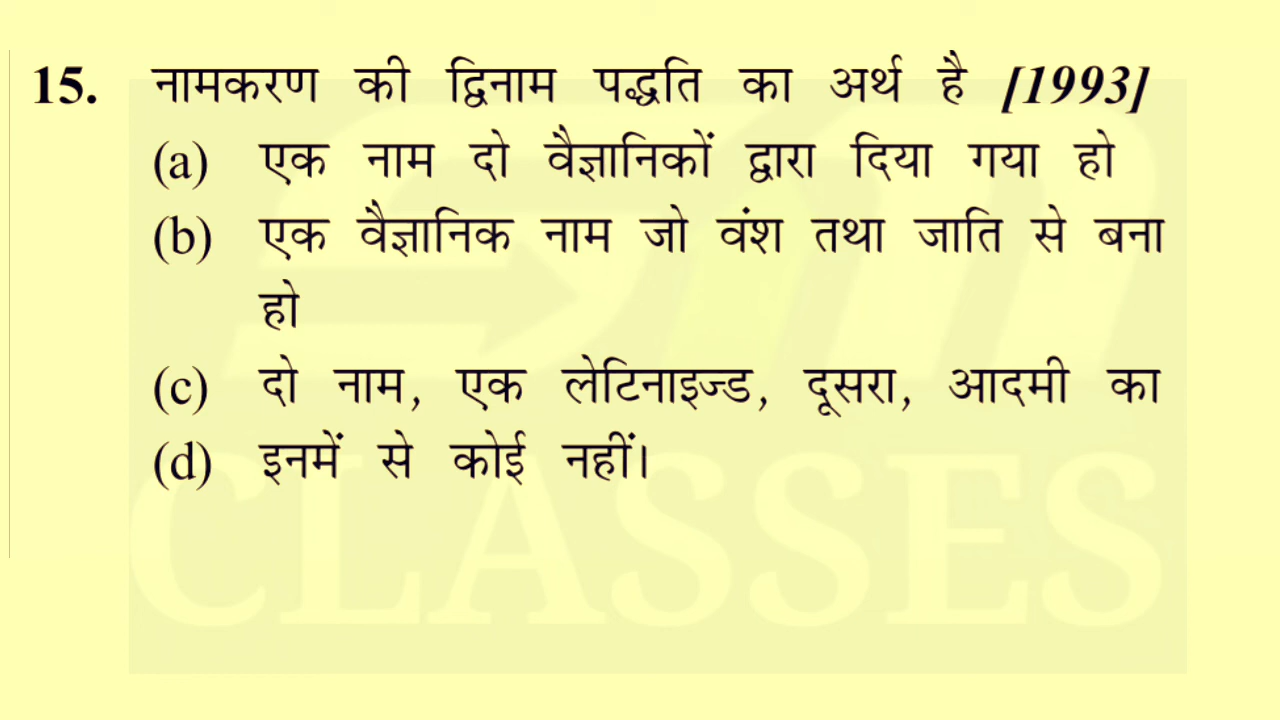 15. नामकरण की द्विनाम पद्धति का अर्थ है [1993]
(a) एक नाम दो वैज्ञानिकों द्वारा दिया गया हो
(b) एक वैज्ञानिक नाम जो वंश तथा जाति से बना
हो
(c) दो नाम, एक लेटिनाइज्ड, दूसरा, आदमी का
(d) इनमें से कोई नहीं।
CLASSES